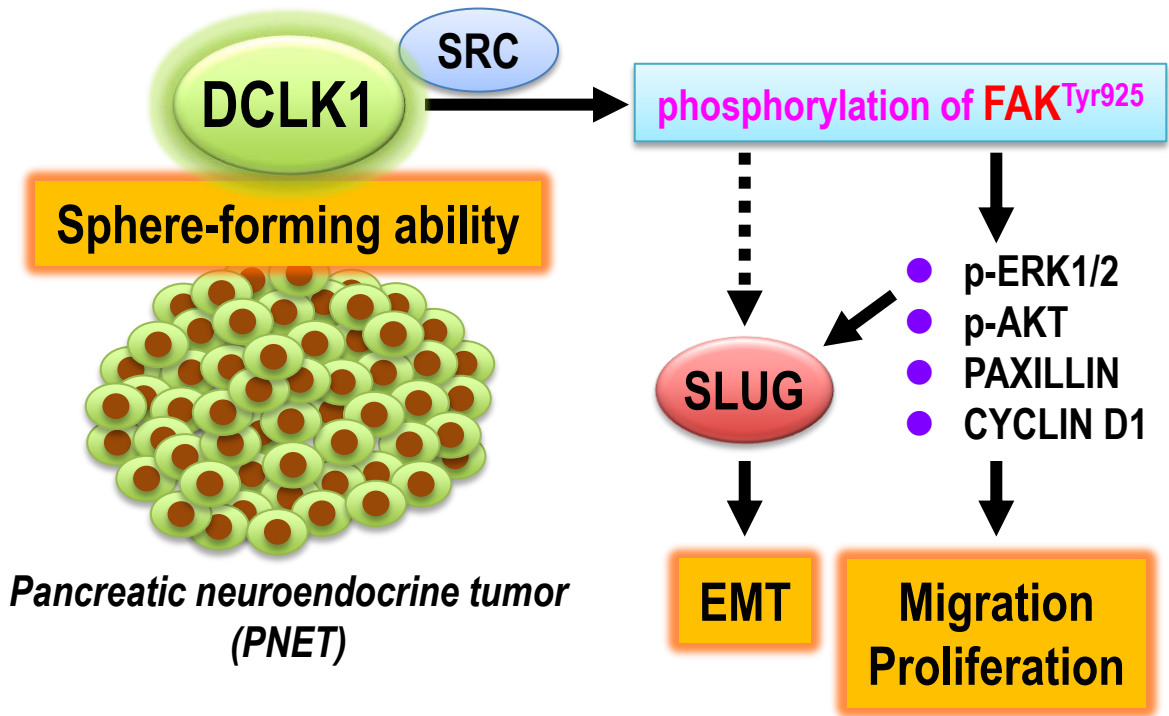 SRC
DCLK1
phosphorylation of FAKTyr925
Sphere-forming ability
p-ERK1/2
p-AKT
PAXILLIN
CYCLIN D1
SLUG
Pancreatic neuroendocrine tumor
(PNET)
EMT
Migration
Proliferation